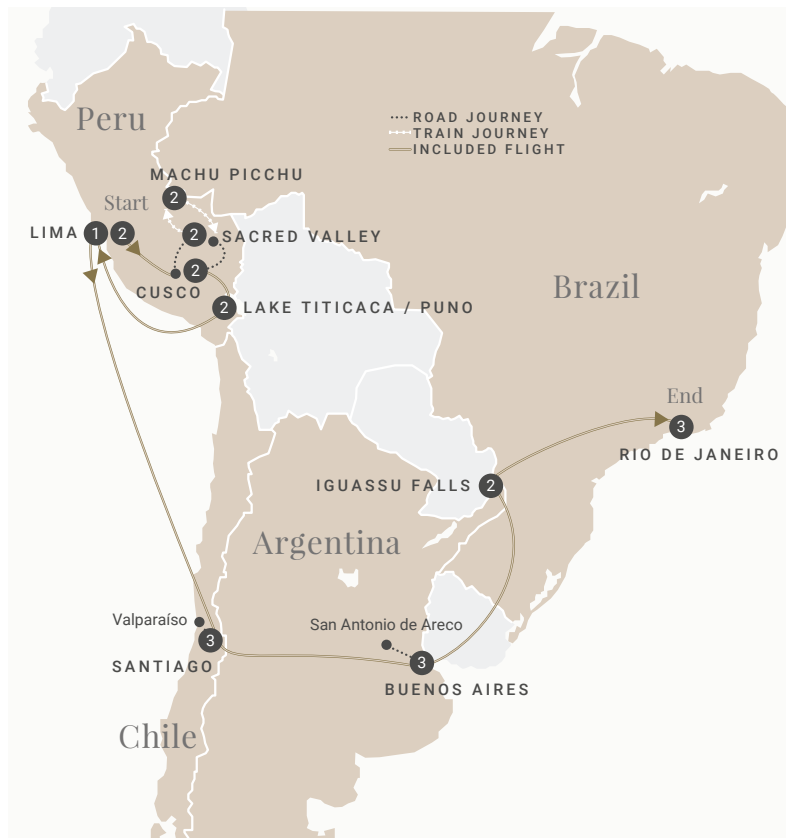 Peru
ROAD JOURNEY
TRAIN JOURNEY
INCLUDED FLIGHT
MACHU PICCHU
2
Start
LIMA 1 2
2 SACRED VALLEY
2
CUSCO
2 LAKE TITICACA / PUNO
Brazil
End
3
RIO DE JANEIRO
IGUASSU FALLS 2
Argentina
Valparaíso
San Antonio de Areco
3
SANTIAGO
3
BUENOS AIRES
Chile